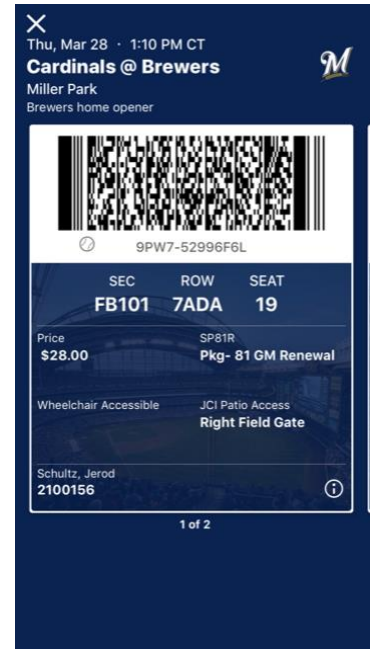 Thu, Mar 28 · 1:10 PM CT
Cardinals @ Brewers
M
Miller Park
Brewers home opener
9PW7-52996F6L
SEC ROW SEAT
FB101 7ADA 19
Price SP81R
$28.00 Pkg- 81 GM Renewal
Wheelchair Accessible JCI Patio Access
Right Field Gate
Schultz, Jerod
2100156
1 of 2